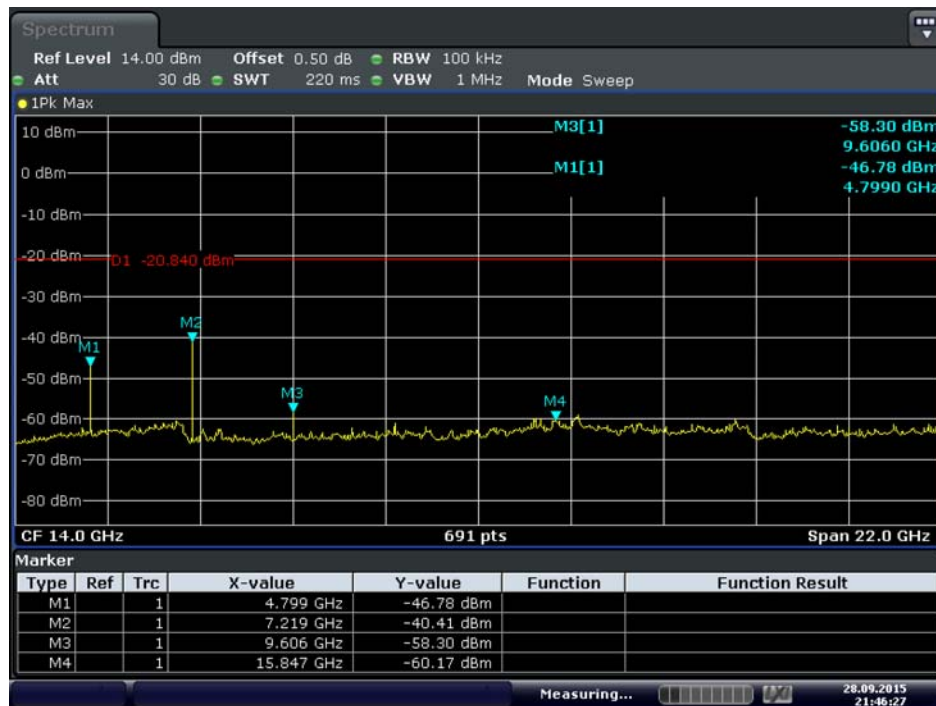 Spectrum
Ref Level 14.00 dBm Offset 0.50 dB RBW 100 kHz
Att 30 dB SWT 220 ms VBW 1 MHz Mode Sweep
1Pk Max
M3[1] -58.30 dBm
10 dBm
9.6060 GHz
M1[1] -46.78 dBm
0 dBm
4.7990 GHz
-10 dBm
-20 dBm
D1 -20.840 dBm
-30 dBm
M2
-40 dBm
M1
-50 dBm
M3
M4
-60 dBm
-70 dBm
-80 dBm
CF 14.0 GHz 691 pts Span 22.0 GHz
Marker
Type Ref Trc X-value Y-value Function Function Result
M1 1 4.799 GHz -46.78 dBm
M2 1 7.219 GHz -40.41 dBm
M3 1 9.606 GHz -58.30 dBm
M4 1 15.847 GHz -60.17 dBm
Measuring... 28.09.2015
21:46:27